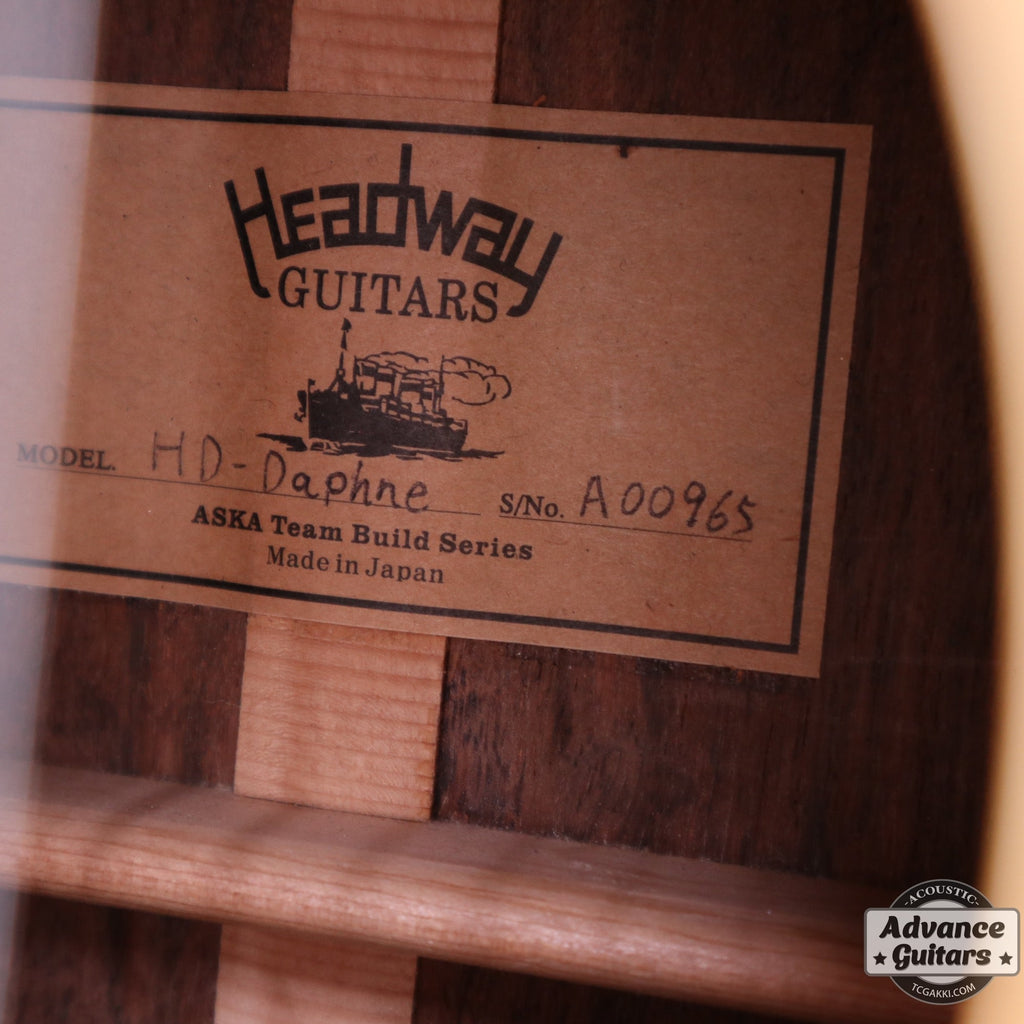 Headway
GUITARS
MODEL. HD-Daphne S/No. A00965
ASKA Team Build Series
Made in Japan
-ACOUSTIC-
Advance
★ Guitars ★
TCGAKKI.COM